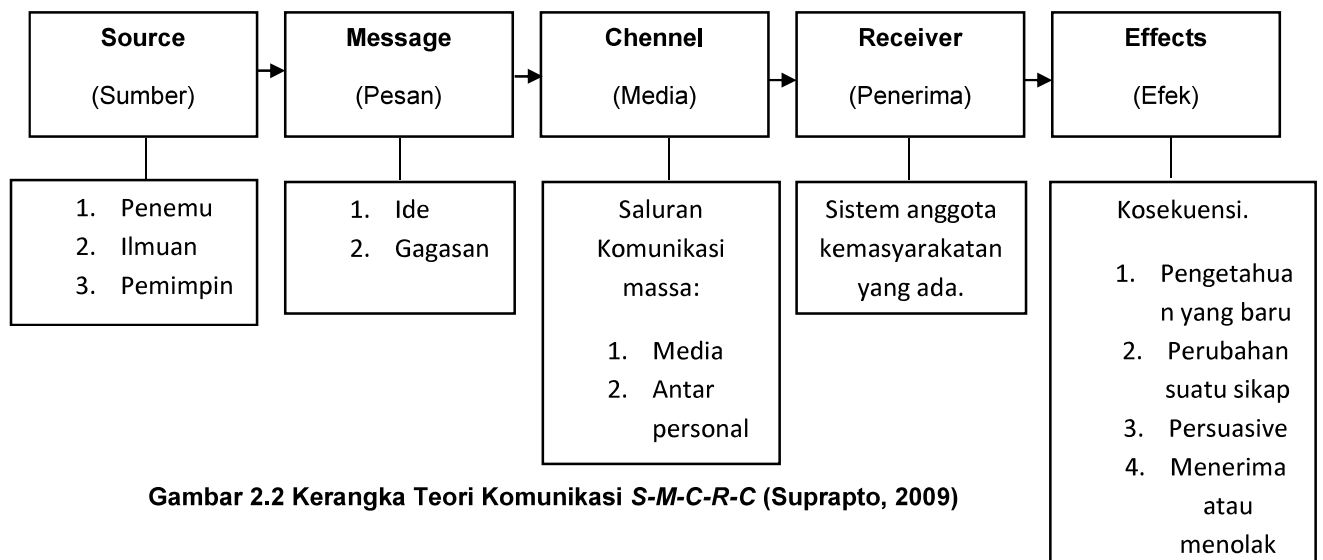 Source
(Sumber)
Message
(Pesan)
Chennel
(Media)
Receiver
(Penerima)
Effects
(Efek)
1. Penemu
2. Ilmuan
3. Pemimpin
1. Ide
2. Gagasan
Saluran
Komunikasi
massa:
1. Media
2. Antar
personal
Sistem anggota
kemasyarakatan
yang ada.
Kosekuensi.
1. Pengetahua
n yang baru
2. Perubahan
suatu sikap
3. Persuasive
4. Menerima
atau
menolak
Gambar 2.2 Kerangka Teori Komunikasi S-M-C-R-C (Suprapto, 2009)